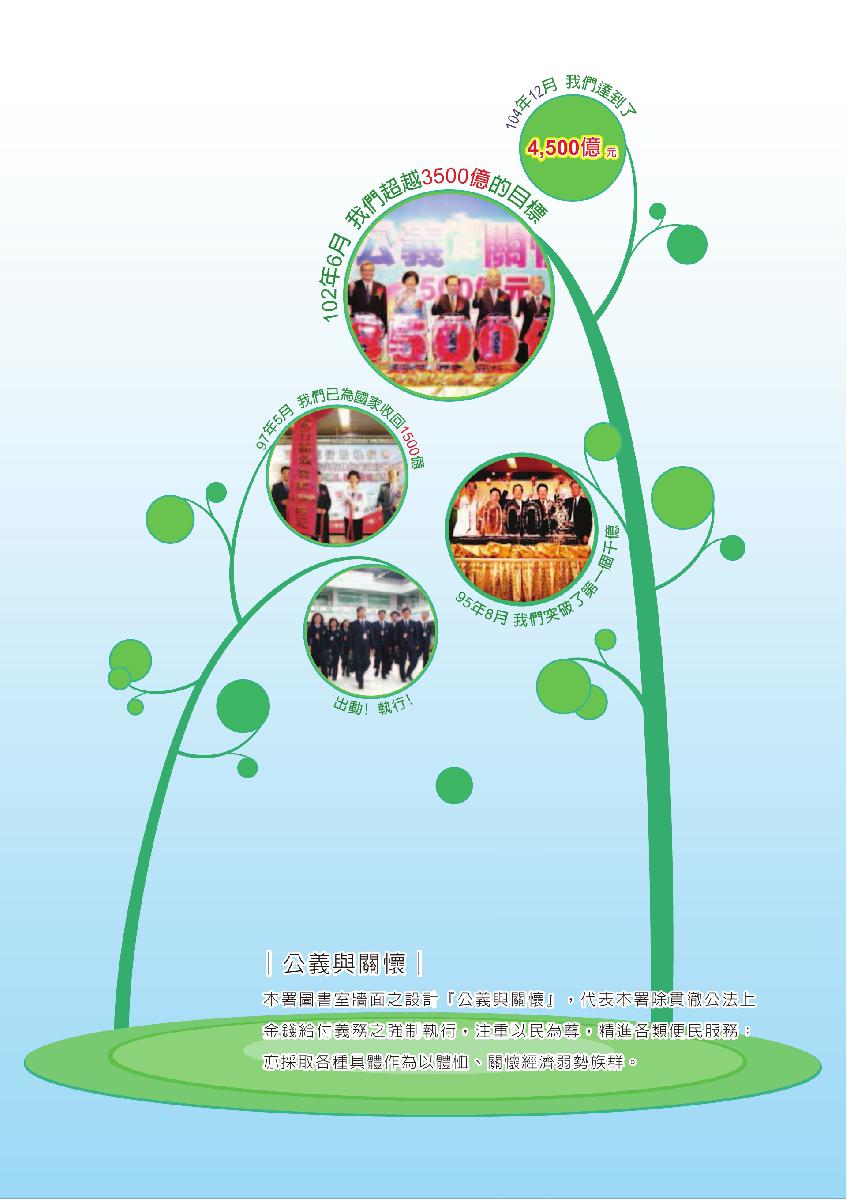 104年12月 我們達到了
4,500億元
102年6月 我們超越3500億的目標
公義 關懷
3500
97年5月 我們已為國家收回1500億
95年8月 我們突破了第一個千億
出動！執行！
｜公義與關懷｜
本署圖書室牆面之設計『公義與關懷』，代表本署除貫徹公法上
金錢給付義務之強制執行，注重以民為尊，精進各類便民服務；
亦採取各種具體作為以體恤、關懷經濟弱勢族群。